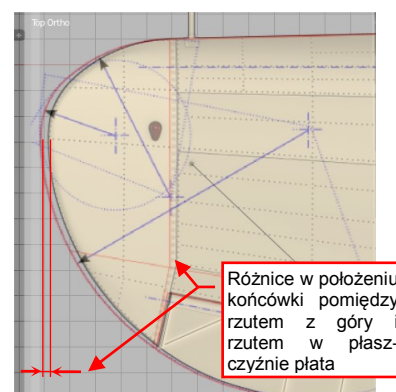 Top Ortho
Różnice w położeniu
końcówki pomiędzy
rzutem z góry i
rzutem w płasz-
czyźnie płata